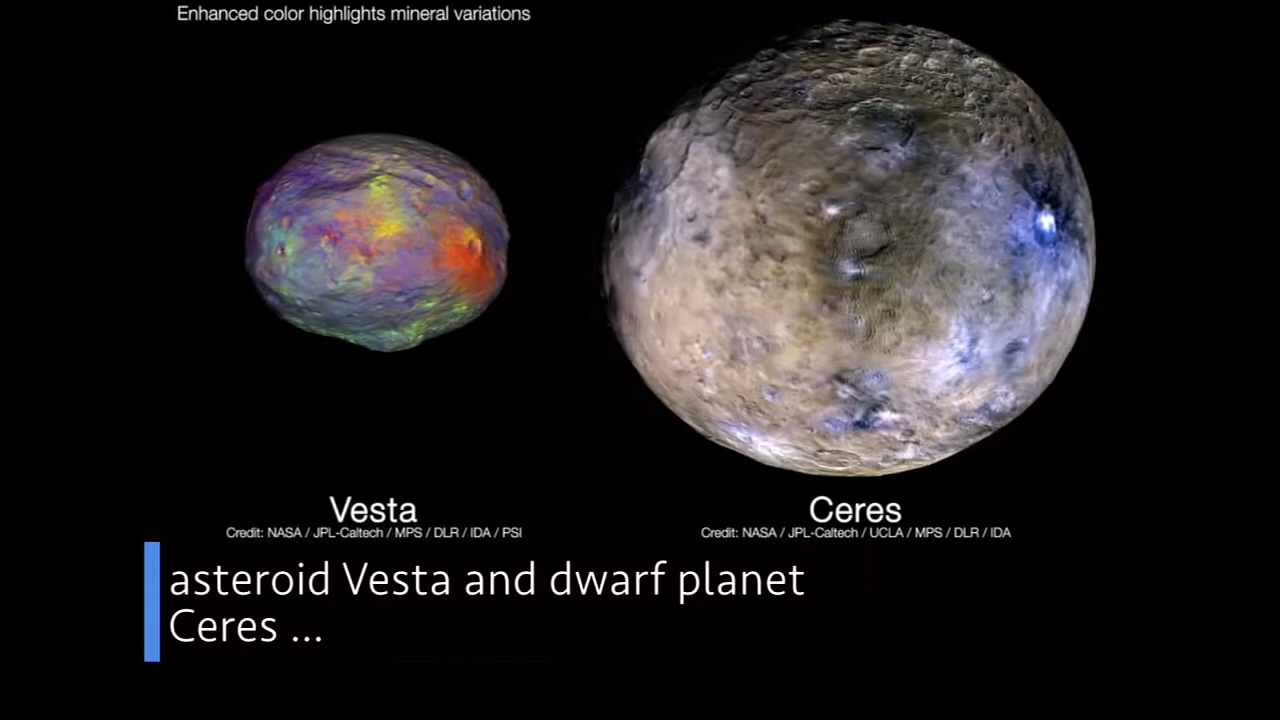 Enhanced color highlights mineral variations
Vesta
Credit: NASA / JPL-Caltech / MPS / DLR / IDA / PSI
Ceres
Credit: NASA / JPL-Caltech / UCLA / MPS / DLR / IDA
asteroid Vesta and dwarf planet
Ceres ...